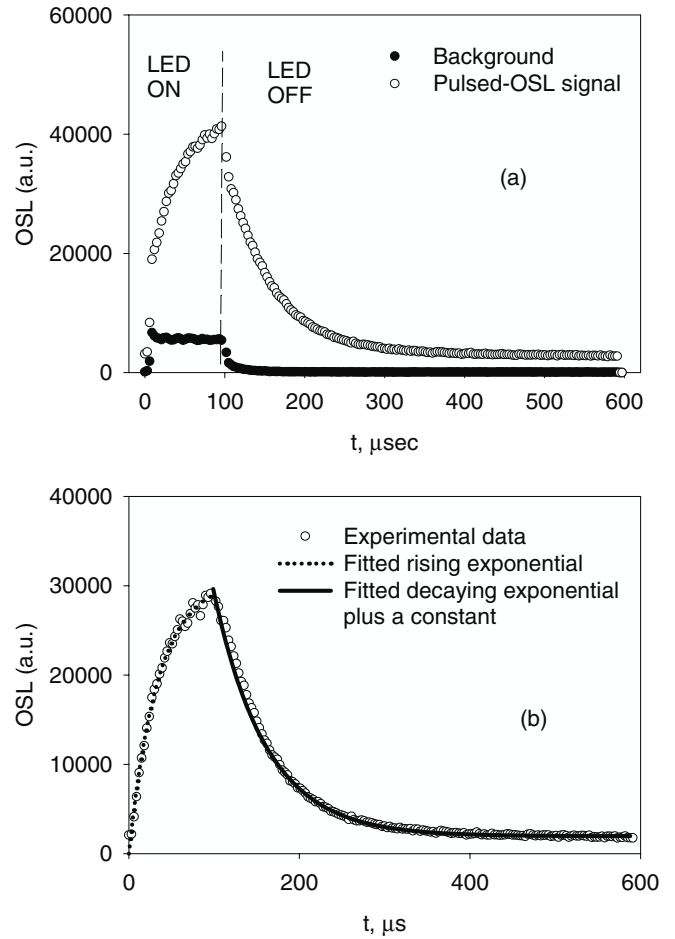 60000
LED
ON
LED
OFF
Background
Pulsed-OSL signal
40000
(a)
OSL (a.u.)
20000
0
0 100 200 300 400 500 600
t, μsec
40000
Experimental data
Fitted rising exponential
Fitted decaying exponential
plus a constant
30000
OSL (a.u.)
20000
(b)
10000
0
0 200 400 600
t, μs